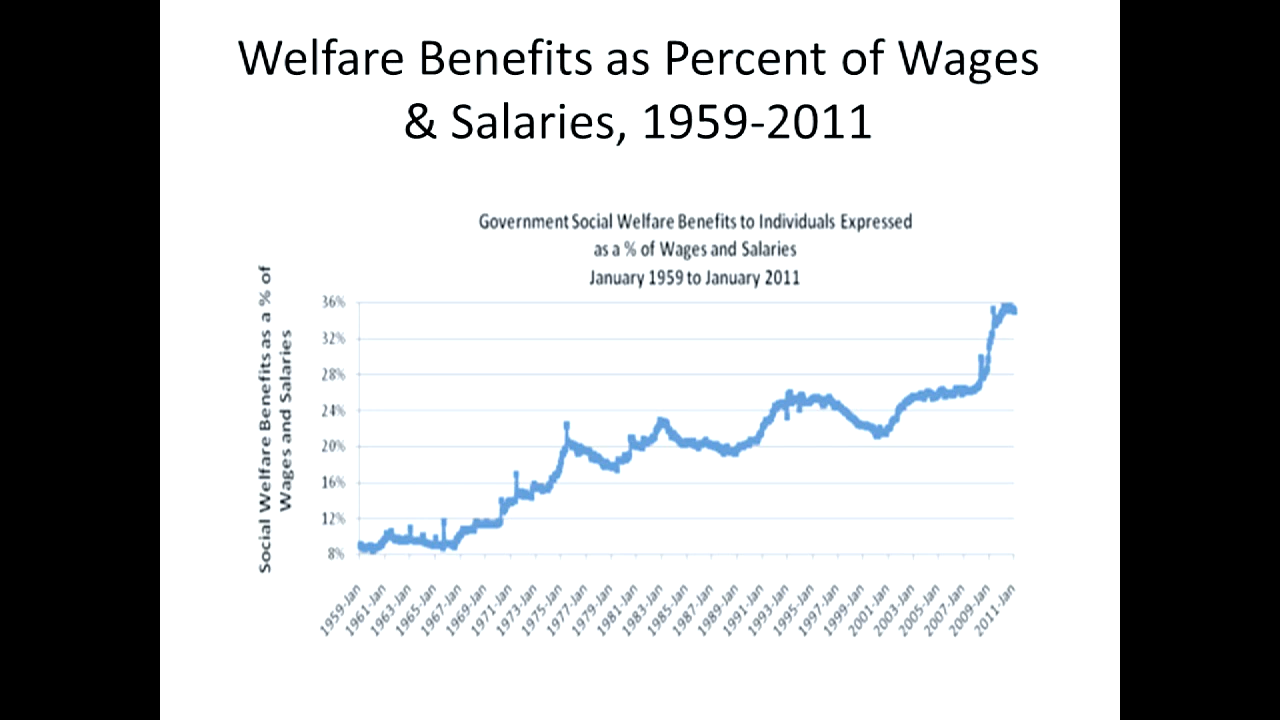 Welfare Benefits as Percent of Wages
& Salaries, 1959-2011
Government Social Welfare Benefits to Individuals Expressed
as a % of Wages and Salaries
January 1959 to January 2011
Social Welfare Benefits as a % of
Wages and Salaries
36%
32%
28%
24%
20%
16%
12%
8%
1959-Jan
1961-Jan
1963-Jan
1965-Jan
1967-Jan
1969-Jan
1971-Jan
1973-Jan
1975-Jan
1977-Jan
1979-Jan
1981-Jan
1983-Jan
1985-Jan
1987-Jan
1989-Jan
1991-Jan
1993-Jan
1995-Jan
1997-Jan
1999-Jan
2001-Jan
2003-Jan
2005-Jan
2007-Jan
2009-Jan
2011-Jan